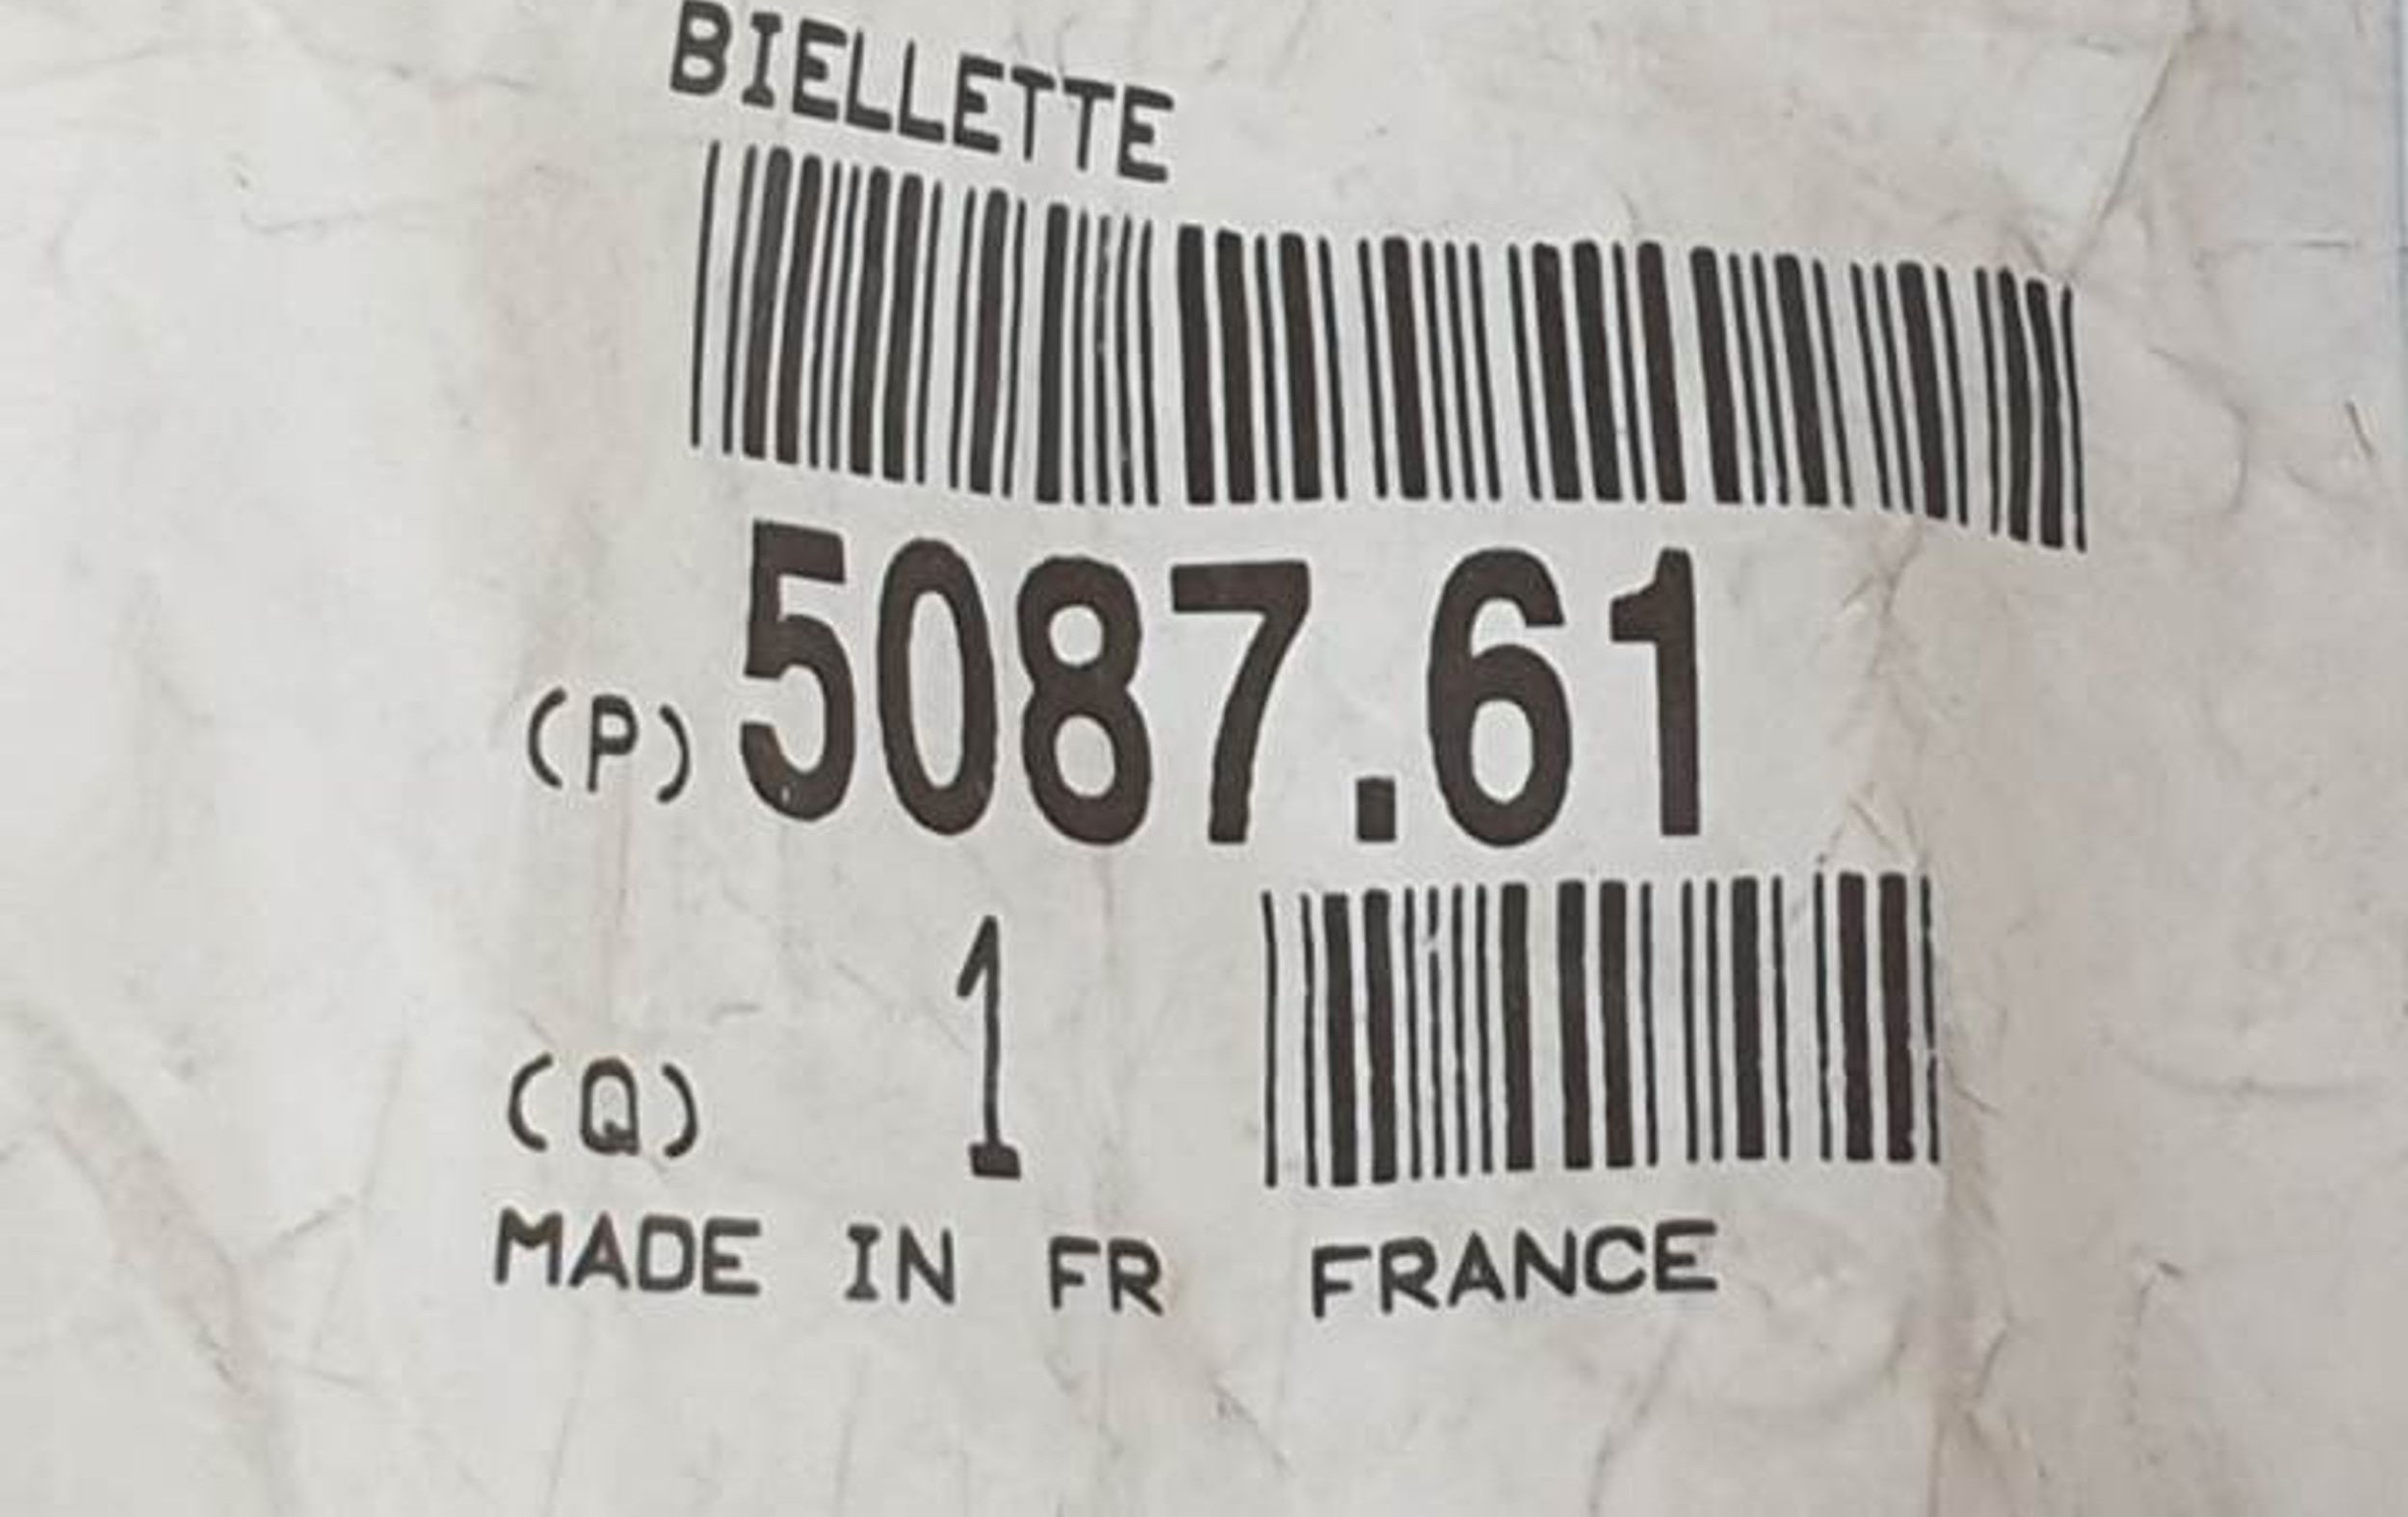 BIELLETTE
(P) 5087.61
(Q) 1
MADE IN FR FRANCE